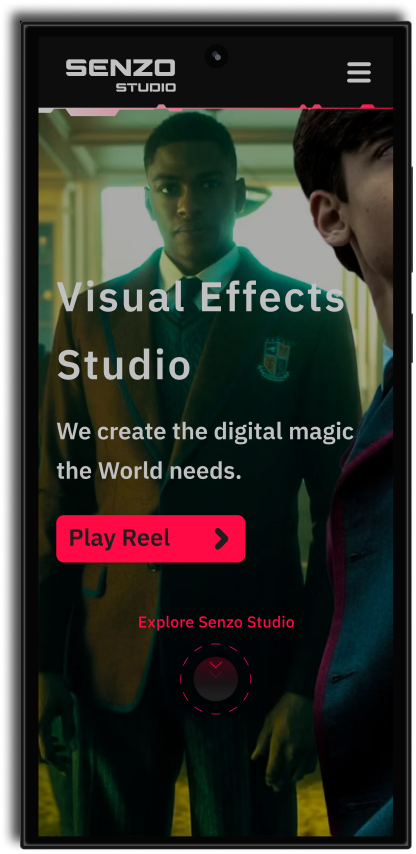 SENZO
STUDIO
Visual Effects
Studio
We create the digital magic
the World needs.
Play Reel
Explore Senzo Studio